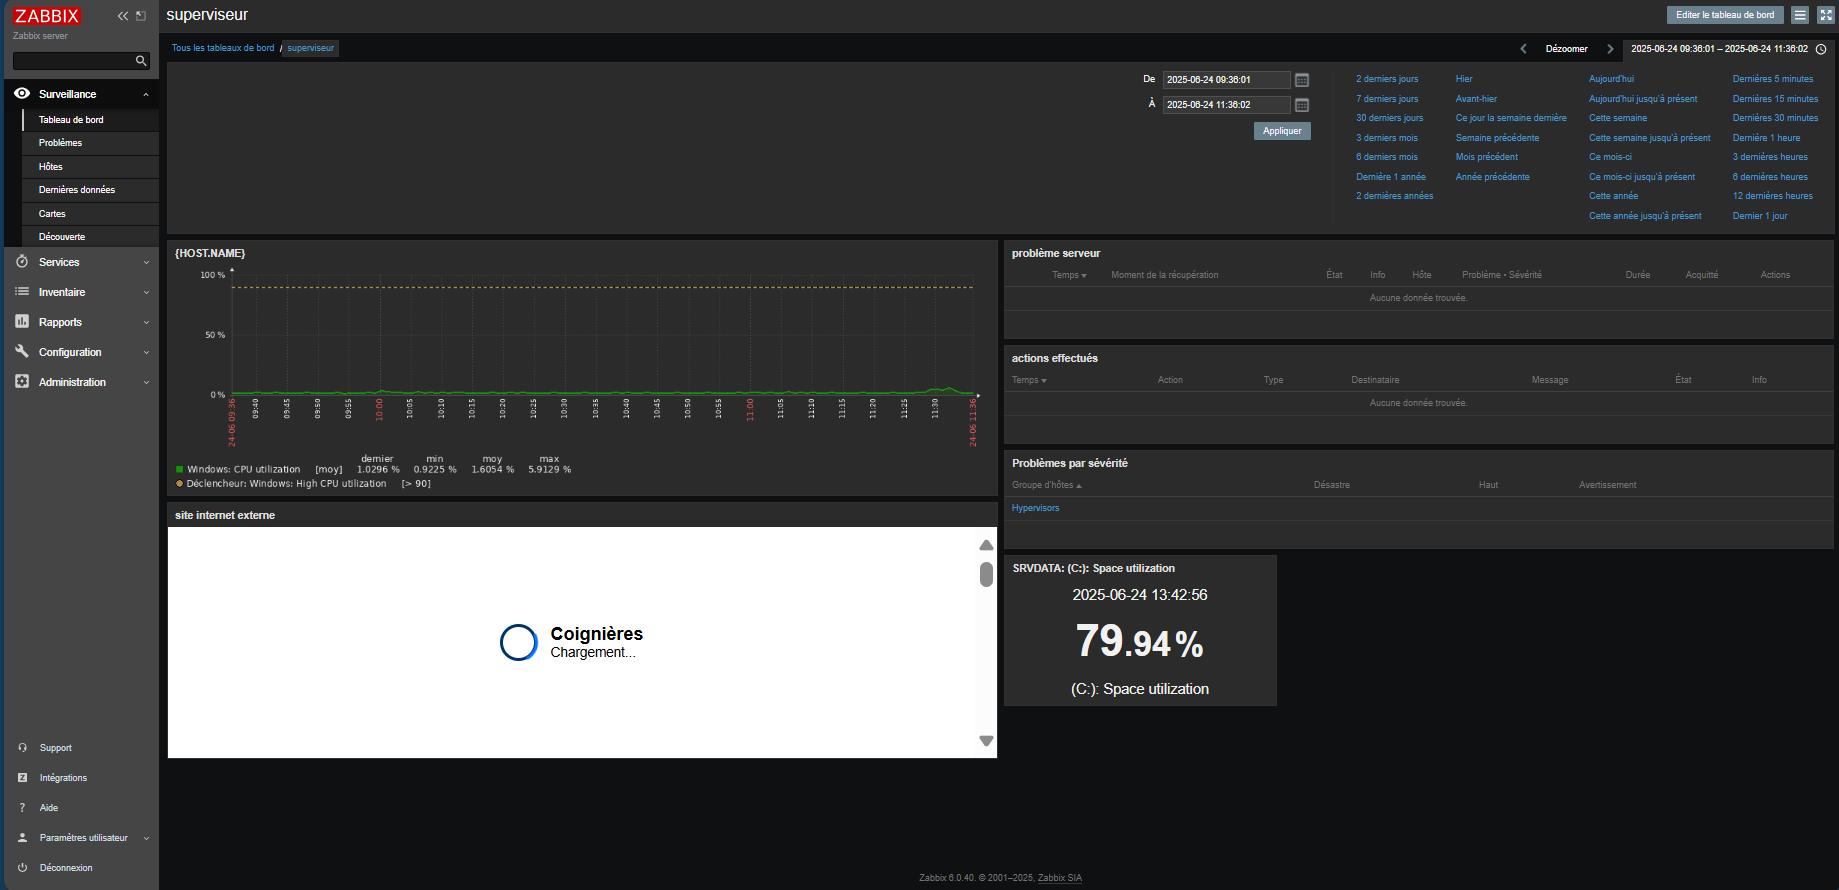 ZABBIX
Zabbix server
Surveillance
Tableau de bord
Problèmes
Hôtes
Dernières données
Cartes
Découverte
Services
Inventaire
Rapports
Configuration
Administration
Support
Intégrations
Aide
Paramètres utilisateur
Déconnexion
superviseur
Editer le tableau de bord
Tous les tableaux de bord / superviseur
Dézoomer
2025-06-24 09:36:01 – 2025-06-24 11:36:02
De 2025-06-24 09:36:01
À 2025-06-24 11:36:02
Appliquer
2 derniers jours Hier Aujourd'hui Dernières 5 minutes
7 derniers jours Avant-hier Aujourd'hui jusqu'à présent Dernières 15 minutes
30 derniers jours Ce jour la semaine dernière Cette semaine Dernières 30 minutes
3 derniers mois Semaine précédente Cette semaine jusqu'à présent Dernière 1 heure
6 derniers mois Mois précédent Ce mois-ci 3 dernières heures
Dernière 1 année Année précédente Ce mois-ci jusqu'à présent 6 dernières heures
2 dernières années Cette année 12 dernières heures
Cette année jusqu'à présent Dernier 1 jour
{HOST.NAME}
100 %
50 %
0 %
24-06 09:36 09:40 09:45 09:50 09:55 10:00 10:05 10:10 10:15 10:20 10:25 10:30 10:35 10:40 10:45 10:50 10:55 11:00 11:05 11:10 11:15 11:20 11:25 11:30 24-06 11:36
dernier min moy max
Windows: CPU utilization [moy] 1.0296 % 0.9225 % 1.6054 % 5.9129 %
Déclencheur: Windows: High CPU utilization [> 90]
site internet externe
Coignières
Chargement...
problème serveur
Temps Moment de la récupération État Info Hôte Problème • Sévérité Durée Acquitté Actions
Aucune donnée trouvée.
actions effectués
Temps Action Type Destinataire Message État Info
Aucune donnée trouvée.
Problèmes par sévérité
Groupe d'hôtes Désastre Haut Avertissement
Hypervisors
SRVDATA: (C:): Space utilization
2025-06-24 13:42:56
79.94 %
(C:): Space utilization
Zabbix 6.0.40. © 2001–2025, Zabbix SIA